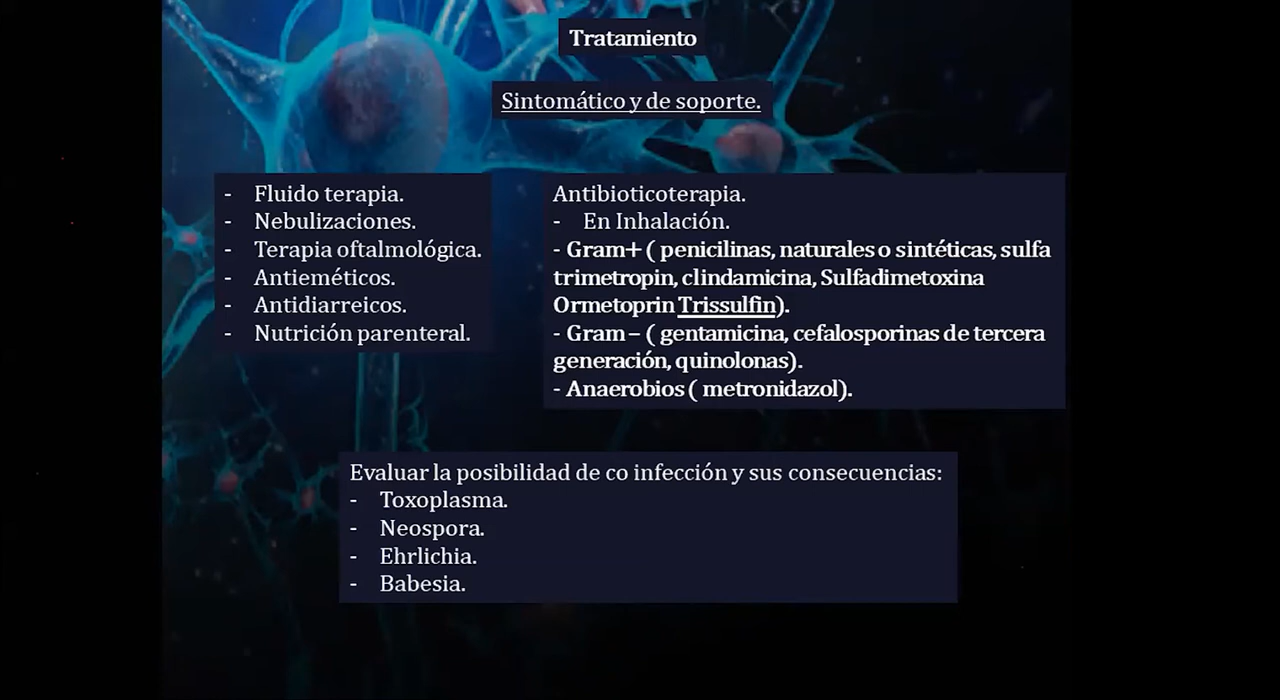 Tratamiento
Sintomático y de soporte.
- Fluido terapia.
- Nebulizaciones.
- Terapia oftalmológica.
- Antieméticos.
- Antidiarreicos.
- Nutrición parenteral.
Antibioticoterapia.
- En Inhalación.
- Gram+ ( penicilinas, naturales o sintéticas, sulfa
trimetropin, clindamicina, Sulfadimetoxina
Ormetoprin Trissulfin).
- Gram – ( gentamicina, cefalosporinas de tercera
generación, quinolonas).
- Anaerobios ( metronidazol).
Evaluar la posibilidad de co infección y sus consecuencias:
- Toxoplasma.
- Neospora.
- Ehrlichia.
- Babesia.